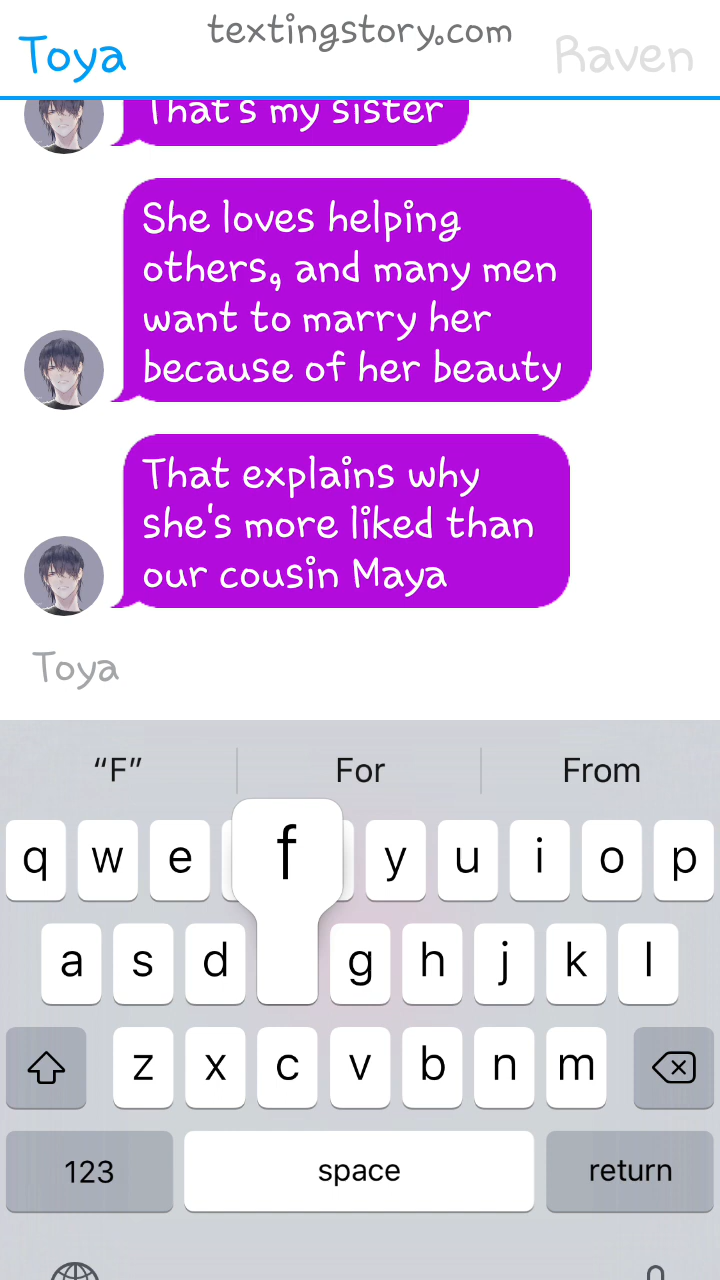 textingstory.com
Toya
Raven
That's my sister
She loves helping
others, and many men
want to marry her
because of her beauty
That explains why
she's more liked than
our cousin Maya
Toya
“F”
For
From
q w e f y u i o p
a s d g h j k l
z x c v b n m
123 space return